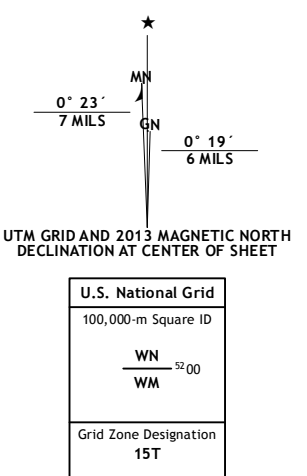 MN
0° 23´
7 MILS
GN
0° 19´
6 MILS
UTM GRID AND 2013 MAGNETIC NORTH
DECLINATION AT CENTER OF SHEET
U.S. National Grid
100,000-m Square ID
WN
5200
WM
Grid Zone Designation
15T